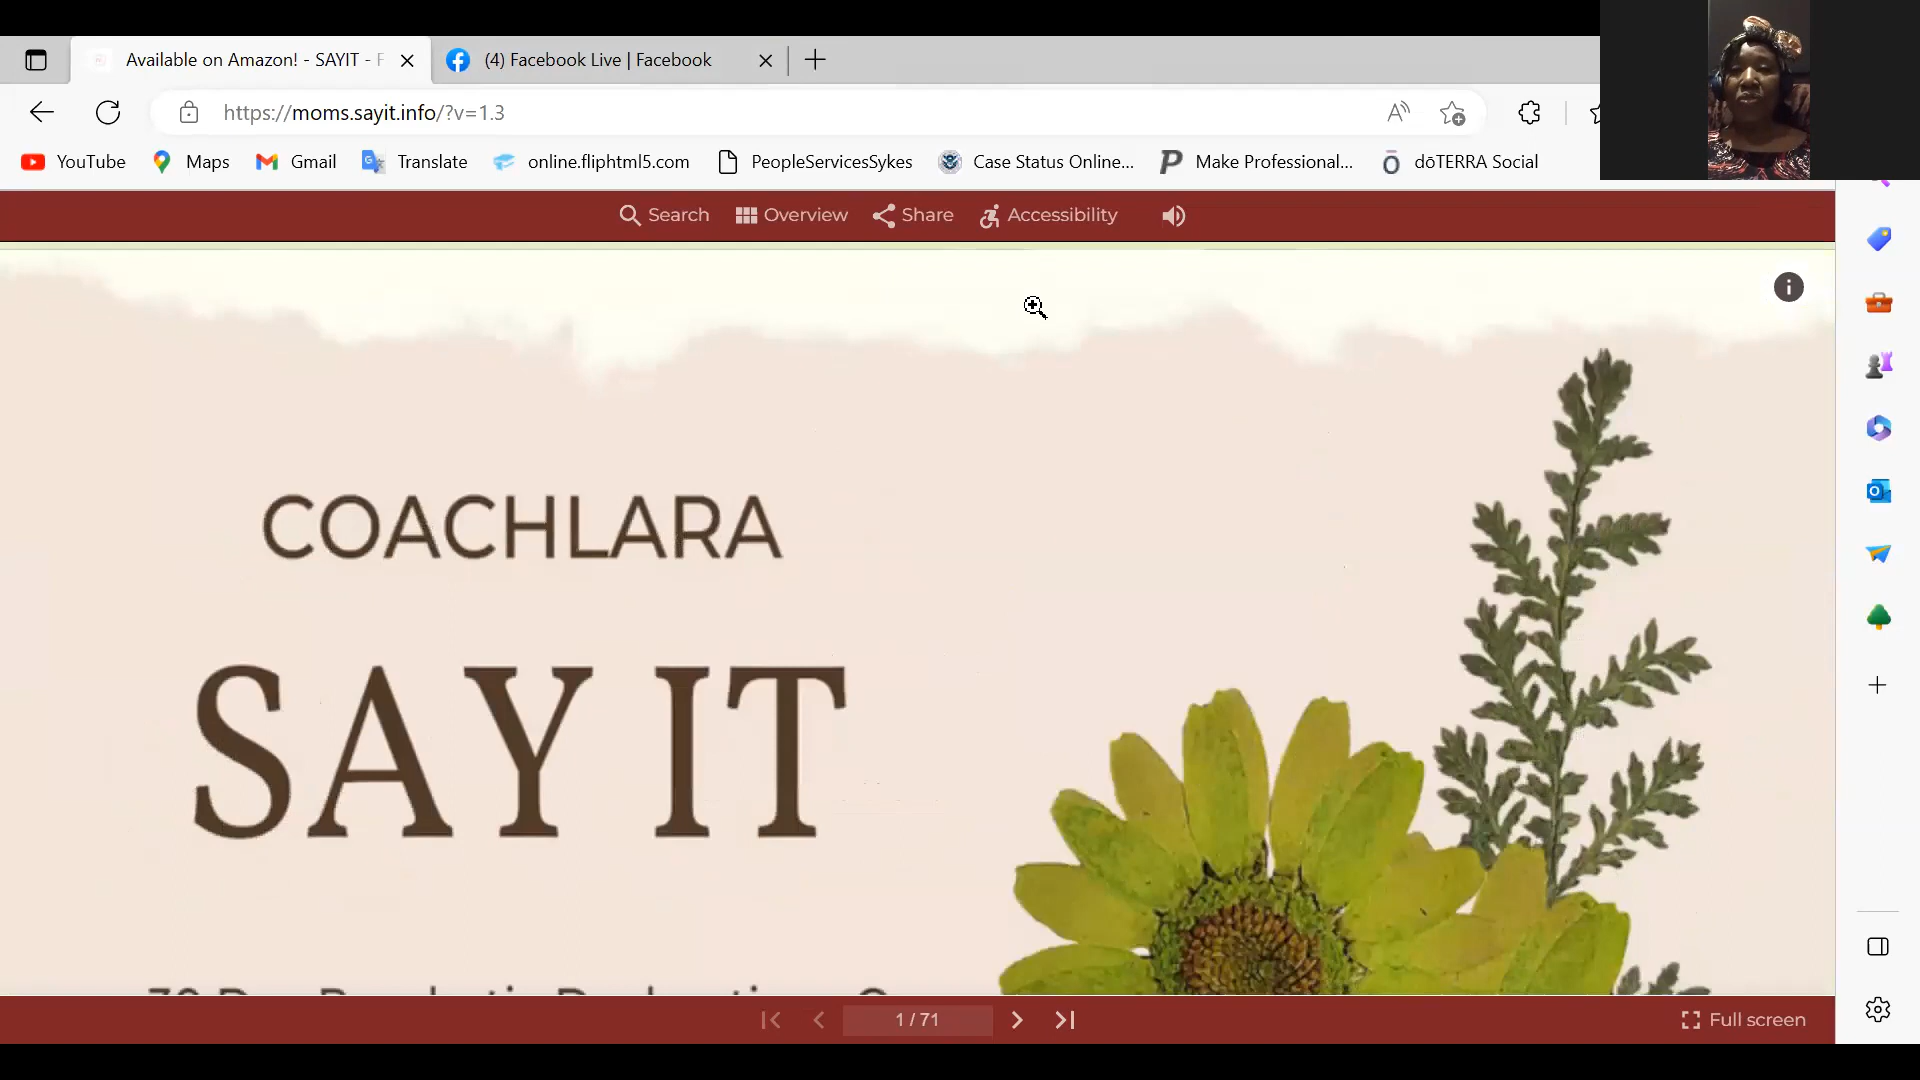 Available on Amazon! - SAYIT -
(4) Facebook Live | Facebook
https://moms.sayit.info/?v=1.3
YouTube Maps Gmail Translate online.fliphtml5.com PeopleServicesSykes Case Status Online... Make Professional... dōTERRA Social
Search Overview Share Accessibility
COACHLARA
SAY IT
1 / 71
Full screen